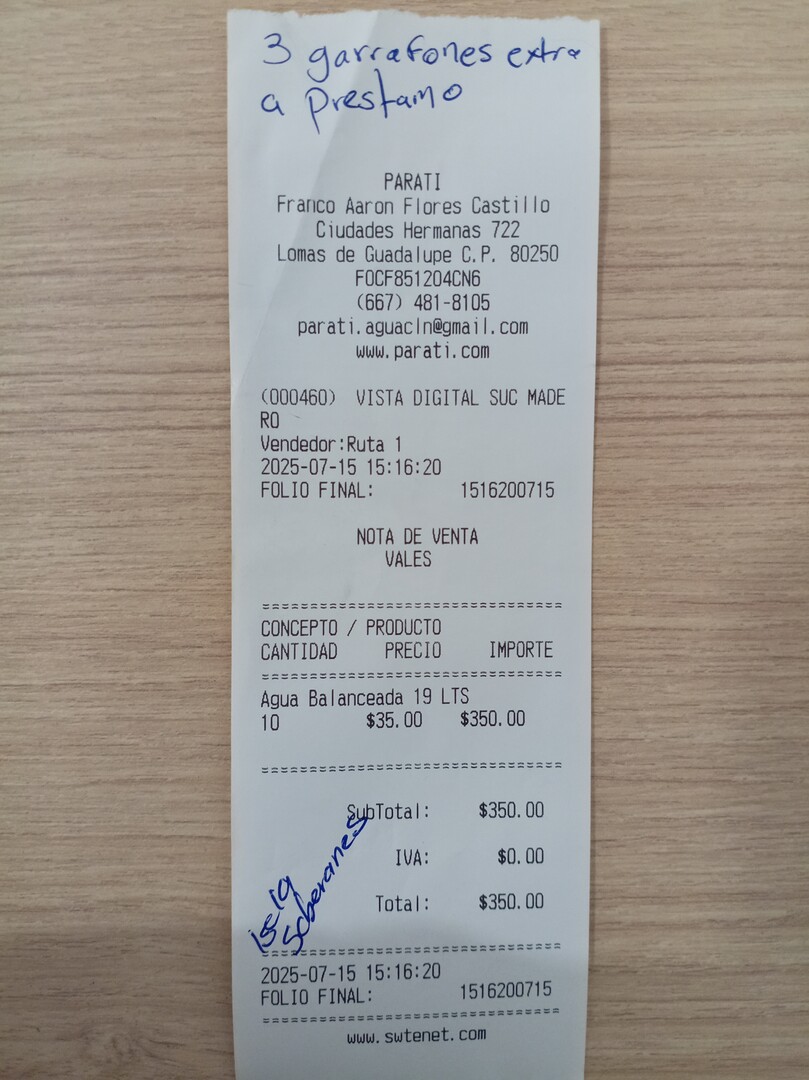 3 garrafones extra
a prestamo
PARATI
Franco Aaron Flores Castillo
Ciudades Hermanas 722
Lomas de Guadalupe C.P. 80250
FOCF851204CN6
(667) 481-8105
parati.aguacln@gmail.com
www.parati.com
(000460) VISTA DIGITAL SUC MADE
RO
Vendedor:Ruta 1
2025-07-15 15:16:20
FOLIO FINAL: 1516200715
NOTA DE VENTA
VALES
CONCEPTO / PRODUCTO
CANTIDAD PRECIO IMPORTE
Agua Balanceada 19 LTS
10 $35.00 $350.00
SubTotal: $350.00
IVA: $0.00
Total: $350.00
isela
Soberanes
2025-07-15 15:16:20
FOLIO FINAL: 1516200715
www.swtenet.com